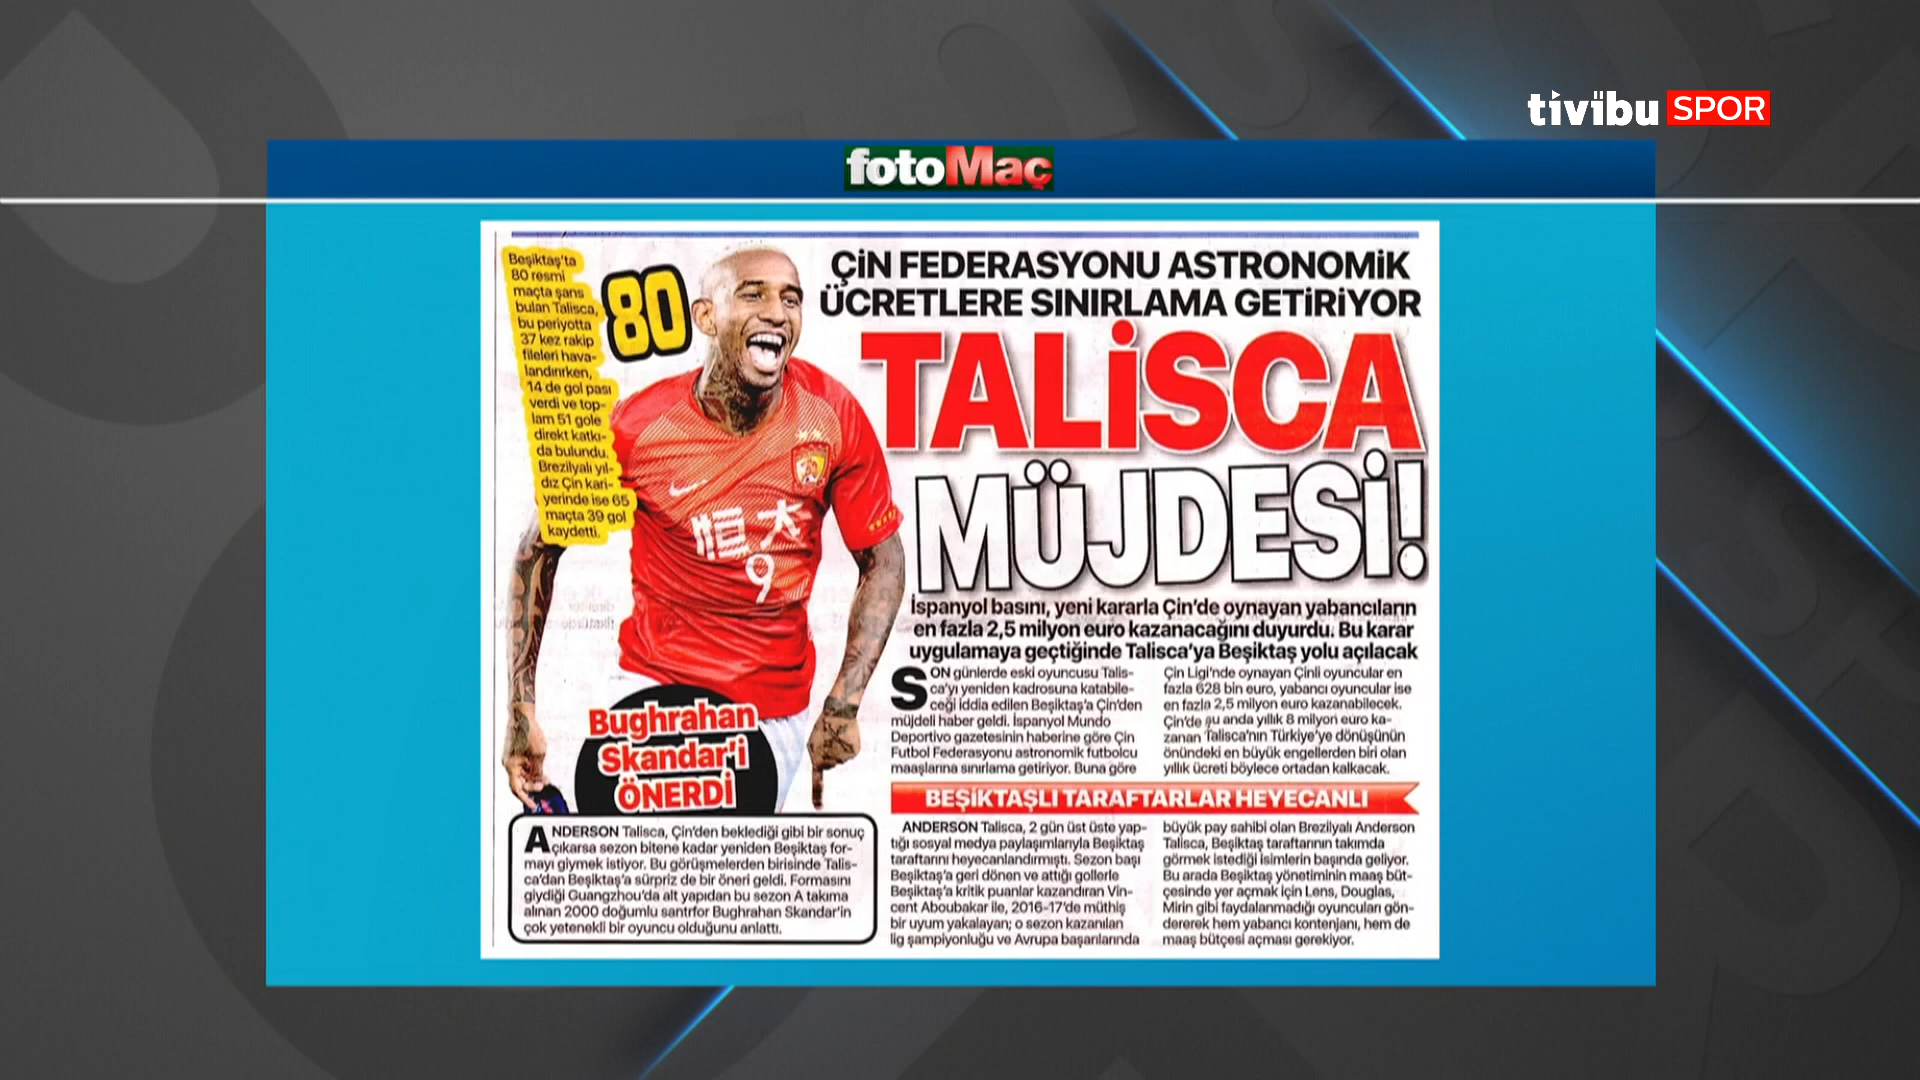 tivibu SPOR
fotoMaç
Beşiktaş'ta
80 resmi
maçta şans
bulan Talisca,
bu periyotta
37 kez rakip
fileleri hava-
landırırken,
14 de gol pası
verdi ve top-
lam 51 gole
direkt katkı-
da bulundu.
Brezilyalı yıl-
dız Çin kari-
yerinde ise 65
maçta 39 gol
kaydetti.
80
ÇİN FEDERASYONU ASTRONOMİK
ÜCRETLERE SINIRLAMA GETİRİYOR
TALİSCA
MÜJDESİ!
恒大
9
İspanyol basını, yeni kararla Çin'de oynayan yabancıların
en fazla 2,5 milyon euro kazanacağını duyurdu. Bu karar
uygulamaya geçtiğinde Talisca'ya Beşiktaş yolu açılacak
SON günlerde eski oyuncusu Talis-
ca'yı yeniden kadrosuna katabile-
ceği iddia edilen Beşiktaş'a Çin'den
müjdeli haber geldi. İspanyol Mundo
Deportivo gazetesinin haberine göre Çin
Futbol Federasyonu astronomik futbolcu
maaşlarına sınırlama getiriyor. Buna göre
Çin Ligi'nde oynayan Çinli oyuncular en
fazla 628 bin euro, yabancı oyuncular ise
en fazla 2,5 milyon euro kazanabilecek.
Çin'de şu anda yıllık 8 milyon euro ka-
zanan Talisca'nın Türkiye'ye dönüşünün
önündeki en büyük engellerden biri olan
yıllık ücreti böylece ortadan kalkacak.
Bughrahan
Skandar'i
ÖNERDİ
ANDERSON Talisca, Çin'den beklediği gibi bir sonuç
açıkarsa sezon bitene kadar yeniden Beşiktaş for-
mayı giymek istiyor. Bu görüşmelerden birisinde Talis-
ca'dan Beşiktaş'a sürpriz de bir öneri geldi. Formasını
giydiği Guangzhou'da alt yapıdan bu sezon A takıma
alınan 2000 doğumlu santrfor Bughrahan Skandar'in
çok yetenekli bir oyuncu olduğunu anlattı.
BEŞİKTAŞLI TARAFTARLAR HEYECANLI
ANDERSON Talisca, 2 gün üst üste yap-
tığı sosyal medya paylaşımlarıyla Beşiktaş
taraftarını heyecanlandırmıştı. Sezon başı
Beşiktaş'a geri dönen ve attığı gollerle
Beşiktaş'a kritik puanlar kazandıran Vin-
cent Aboubakar ile, 2016-17'de müthiş
bir uyum yakalayan; o sezon kazanılan
lig şampiyonluğu ve Avrupa başarılarında
büyük pay sahibi olan Brezilyalı Anderson
Talisca, Beşiktaş taraftarının takımda
görmek istediği isimlerin başında geliyor.
Bu arada Beşiktaş yönetiminin maaş büt-
çesinde yer açmak için Lens, Douglas,
Mirin gibi faydalanmadığı oyuncuları gön-
dererek hem yabancı kontenjanı, hem de
maaş bütçesi açması gerekiyor.